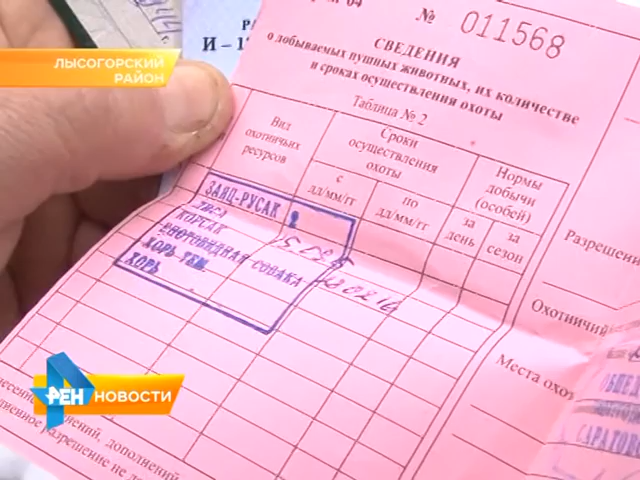 ЛЫСОГОРСКИЙ
РАЙОН
№ 011568
СВЕДЕНИЯ
о добываемых пушных животных, их количестве
и сроках осуществления охоты
Таблица № 2
Вид
охотничьих
ресурсов
Сроки
осуществления
охоты
с
дд/мм/гг
по
дд/мм/гг
Нормы
добычи
(особей)
за
день
за
сезон
ЗАЯЦ-РУСАК
ЛИСА
КОРСАК
ЕНОТОВИДНАЯ СОБАКА
ХОРЬ ТЕМ.
ХОРЬ
Разрешени
Охотничий
Места охо
ОБЩЕД
САРАТОВ
дополнений
РЕН НОВОСТИ